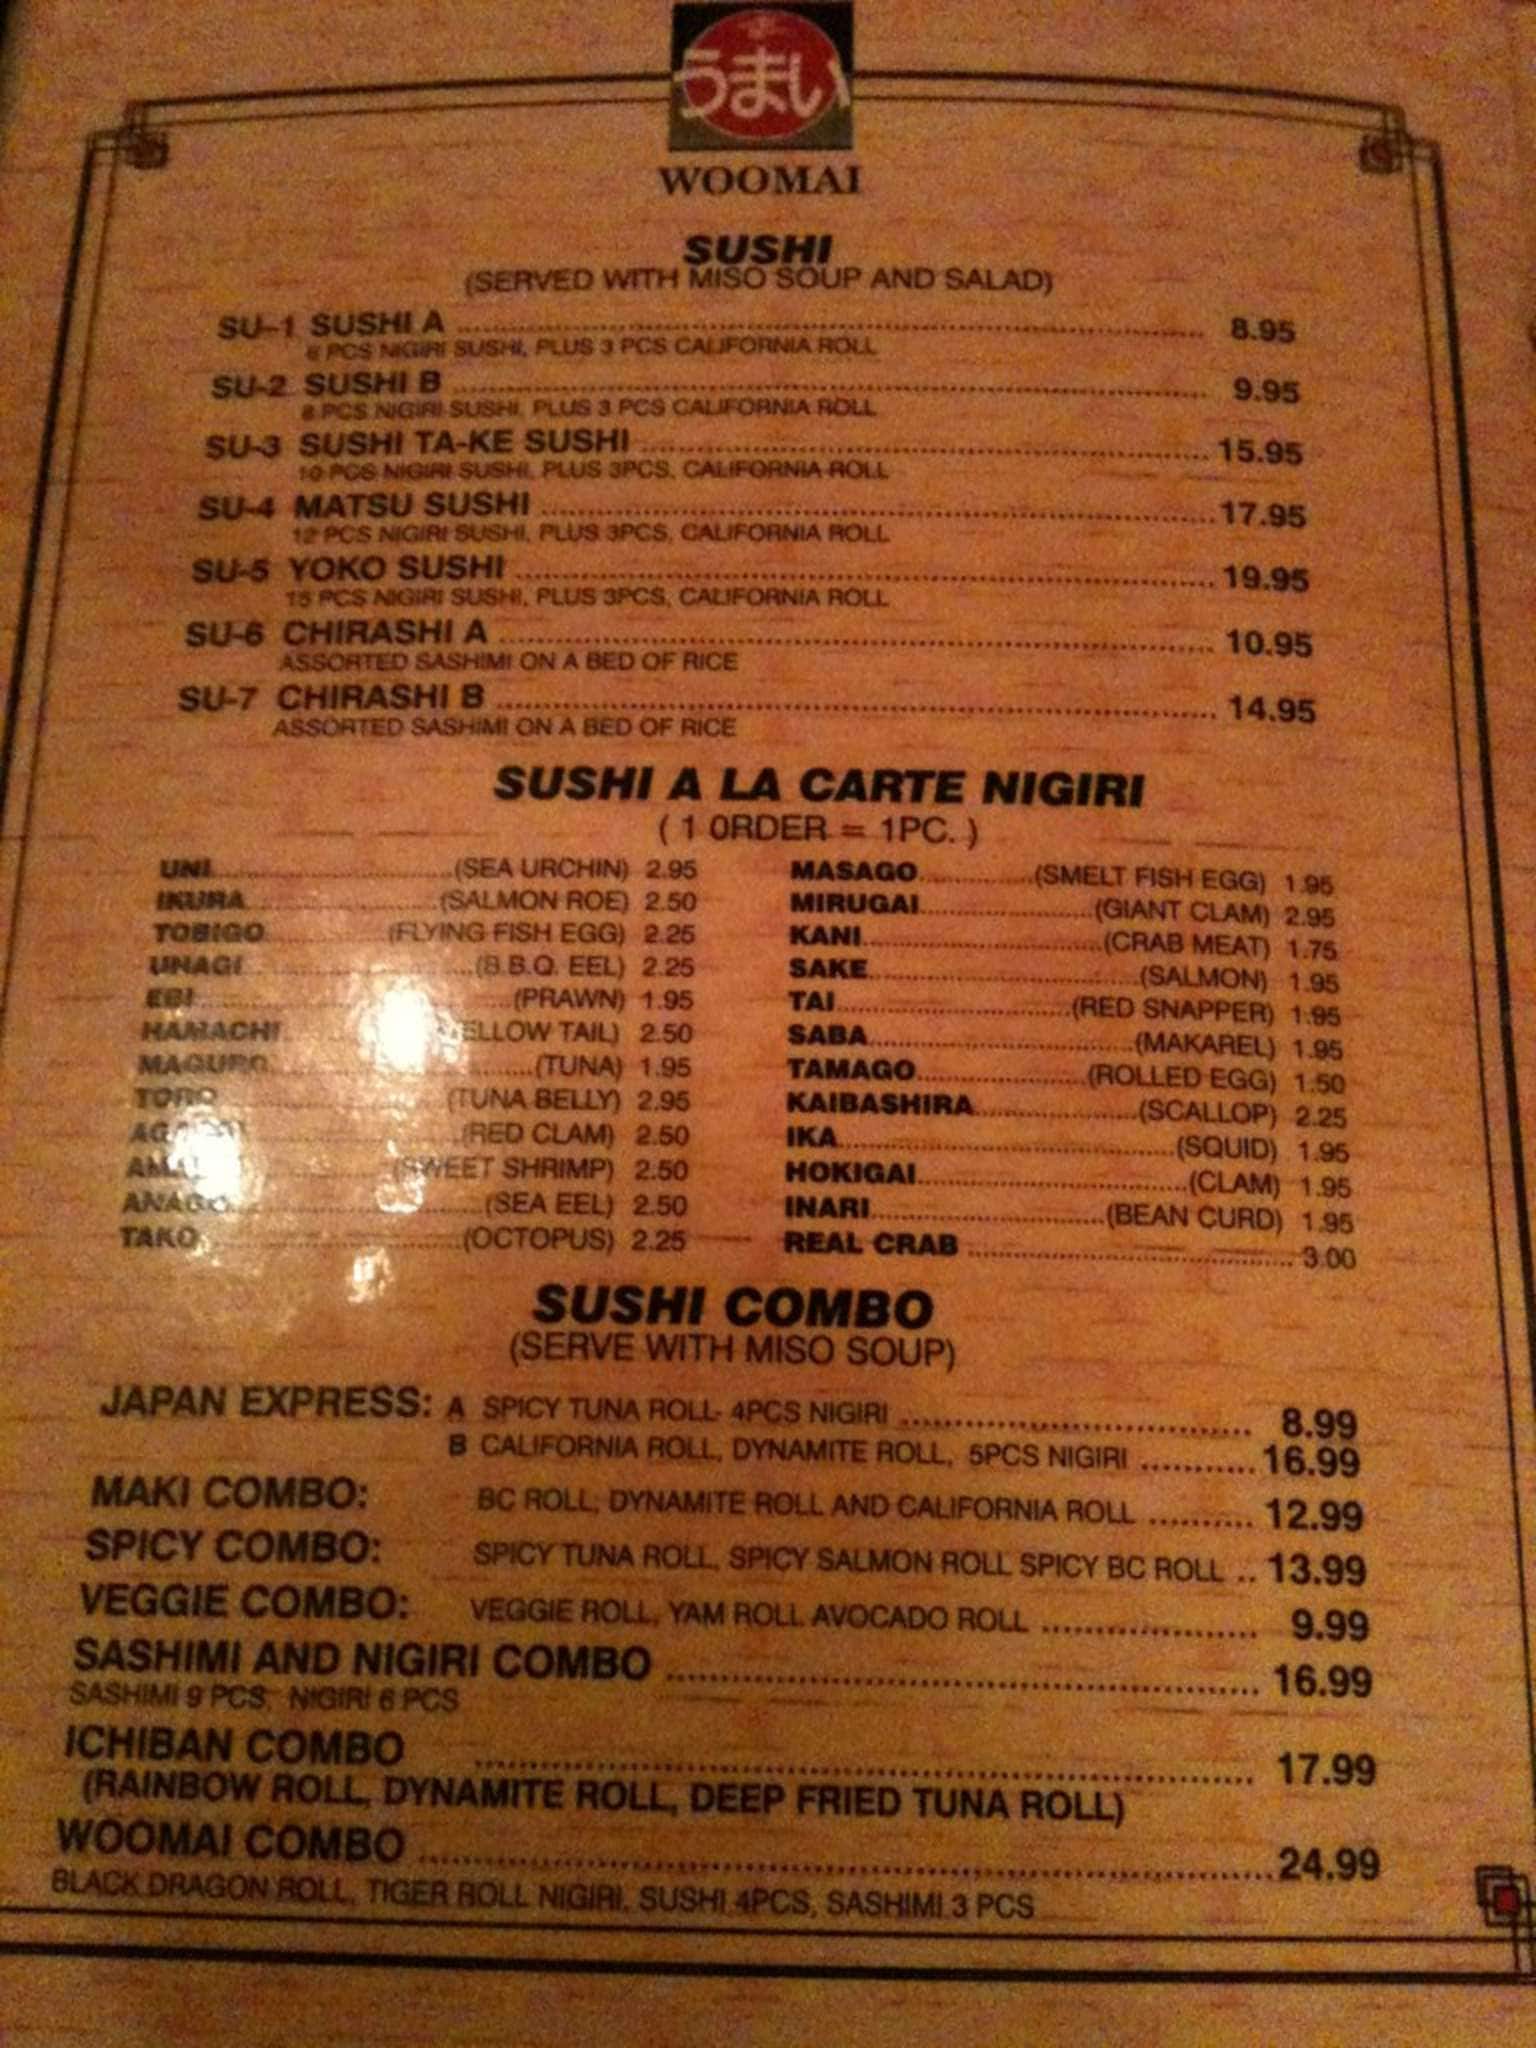 うまい
WOOMAI
SUSHI
(SERVED WITH MISO SOUP AND SALAD)
SU-1 SUSHI A 8.95
6 PCS NIGIRI SUSHI, PLUS 3 PCS CALIFORNIA ROLL
SU-2 SUSHI B 9.95
8 PCS NIGIRI SUSHI, PLUS 3 PCS CALIFORNIA ROLL
SU-3 SUSHI TA-KE SUSHI 15.95
10 PCS NIGIRI SUSHI, PLUS 3PCS, CALIFORNIA ROLL
SU-4 MATSU SUSHI 17.95
12 PCS NIGIRI SUSHI, PLUS 3PCS, CALIFORNIA ROLL
SU-5 YOKO SUSHI 19.95
15 PCS NIGIRI SUSHI, PLUS 3PCS, CALIFORNIA ROLL
SU-6 CHIRASHI A 10.95
ASSORTED SASHIMI ON A BED OF RICE
SU-7 CHIRASHI B 14.95
ASSORTED SASHIMI ON A BED OF RICE
SUSHI A LA CARTE NIGIRI
( 1 ORDER = 1PC. )
UNI (SEA URCHIN) 2.95
IKURA (SALMON ROE) 2.50
TOBIGO (FLYING FISH EGG) 2.25
UNAGI (B.B.Q. EEL) 2.25
EBI (PRAWN) 1.95
HAMACHI TAIL) 2.50
MAGURO (TUNA) 1.95
TORO (TUNA BELLY) 2.95
(RED CLAM) 2.50
(SWEET SHRIMP) 2.50
ANAGO (SEA EEL) 2.50
TAKO (OCTOPUS) 2.25
MASAGO (SMELT FISH EGG) 1.95
MIRUGAI (GIANT CLAM) 2.95
KANI (CRAB MEAT) 1.75
SAKE (SALMON) 1.95
TAI (RED SNAPPER) 1.95
SABA (MAKAREL) 1.95
TAMAGO (ROLLED EGG) 1.50
KAIBASHIRA (SCALLOP) 2.25
IKA (SQUID) 1.95
HOKIGAI (CLAM) 1.95
INARI (BEAN CURD) 1.95
REAL CRAB 3.00
SUSHI COMBO
(SERVE WITH MISO SOUP)
JAPAN EXPRESS: A SPICY TUNA ROLL- 4PCS NIGIRI 8.99
B CALIFORNIA ROLL, DYNAMITE ROLL, 5PCS NIGIRI 16.99
MAKI COMBO: BC ROLL, DYNAMITE ROLL AND CALIFORNIA ROLL 12.99
SPICY COMBO: SPICY TUNA ROLL, SPICY SALMON ROLL SPICY BC ROLL 13.99
VEGGIE COMBO: VEGGIE ROLL, YAM ROLL AVOCADO ROLL 9.99
SASHIMI AND NIGIRI COMBO 16.99
SASHIMI 9 PCS, NIGIRI 6 PCS
ICHIBAN COMBO 17.99
(RAINBOW ROLL, DYNAMITE ROLL, DEEP FRIED TUNA ROLL)
WOOMAI COMBO 24.99
BLACK DRAGON ROLL, TIGER ROLL NIGIRI, SUSHI 4PCS, SASHIMI 3 PCS